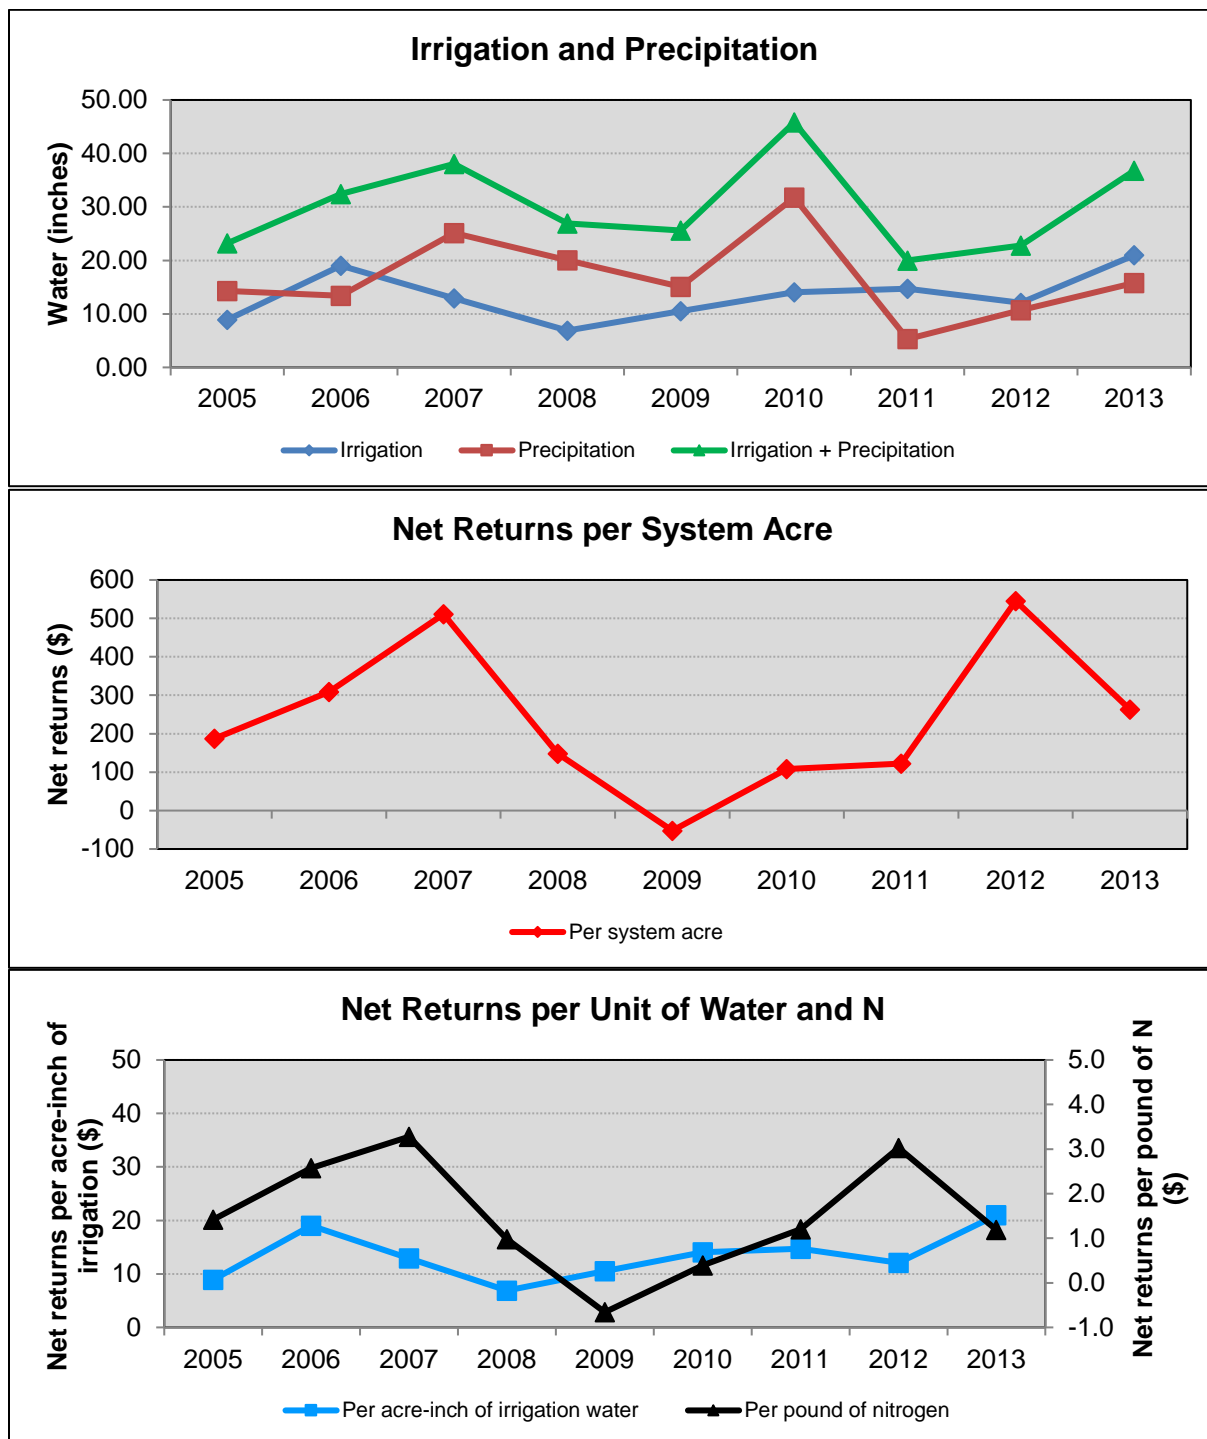 Irrigation and Precipitation
Water (inches)
50.00
40.00
30.00
20.00
10.00
0.00
2005 2006 2007 2008 2009 2010 2011 2012 2013
Irrigation Precipitation Irrigation + Precipitation
Net Returns per System Acre
Net returns ($)
600
500
400
300
200
100
0
-100
2005 2006 2007 2008 2009 2010 2011 2012 2013
Per system acre
Net Returns per Unit of Water and N
Net returns per acre-inch of
irrigation ($)
50
40
30
20
10
0
5.0
4.0
3.0
2.0
1.0
0.0
-1.0
Net returns per pound of N
($)
2005 2006 2007 2008 2009 2010 2011 2012 2013
Per acre-inch of irrigation water Per pound of nitrogen